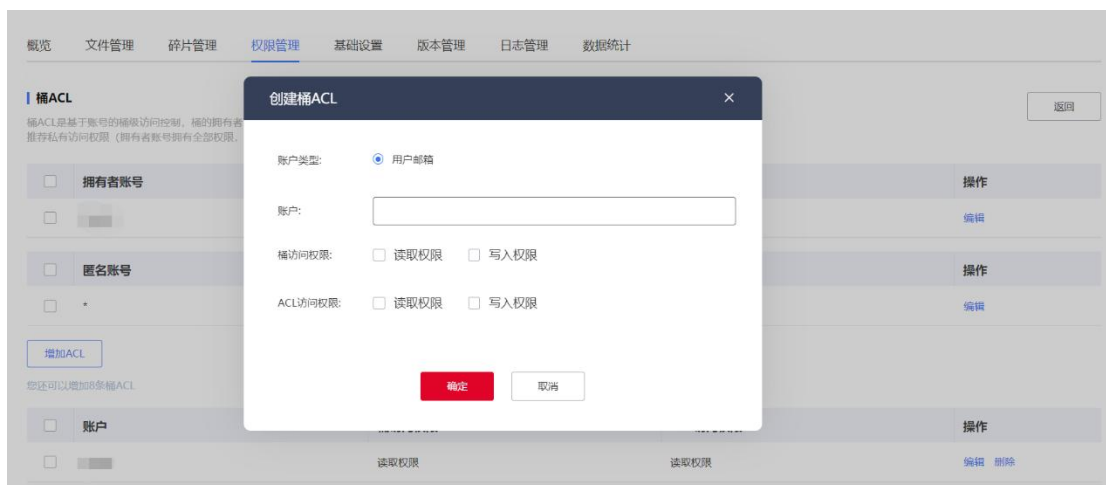 概览 文件管理 碎片管理 权限管理 基础设置 版本管理 日志管理 数据统计
桶ACL
返回
桶ACL是基于账号的桶级访问控制，桶的拥有者
推荐私有访问权限（拥有者账号拥有全部权限，
创建桶ACL ×
账户类型: 用户邮箱
账户:
桶访问权限: 读取权限 写入权限
ACL访问权限: 读取权限 写入权限
确定 取消
拥有者账号 操作
编辑
匿名账号 操作
* 编辑
增加ACL
您还可以增加8条桶ACL
账户 操作
读取权限 读取权限 编辑 删除